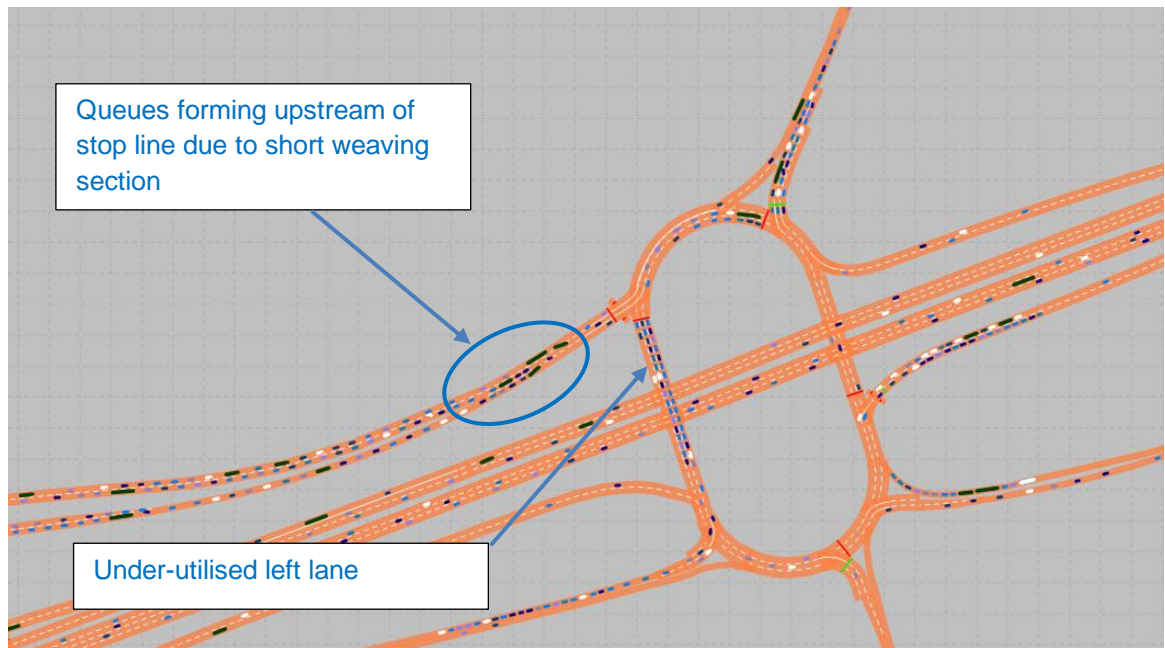 Queues forming upstream of
stop line due to short weaving
section
Under-utilised left lane